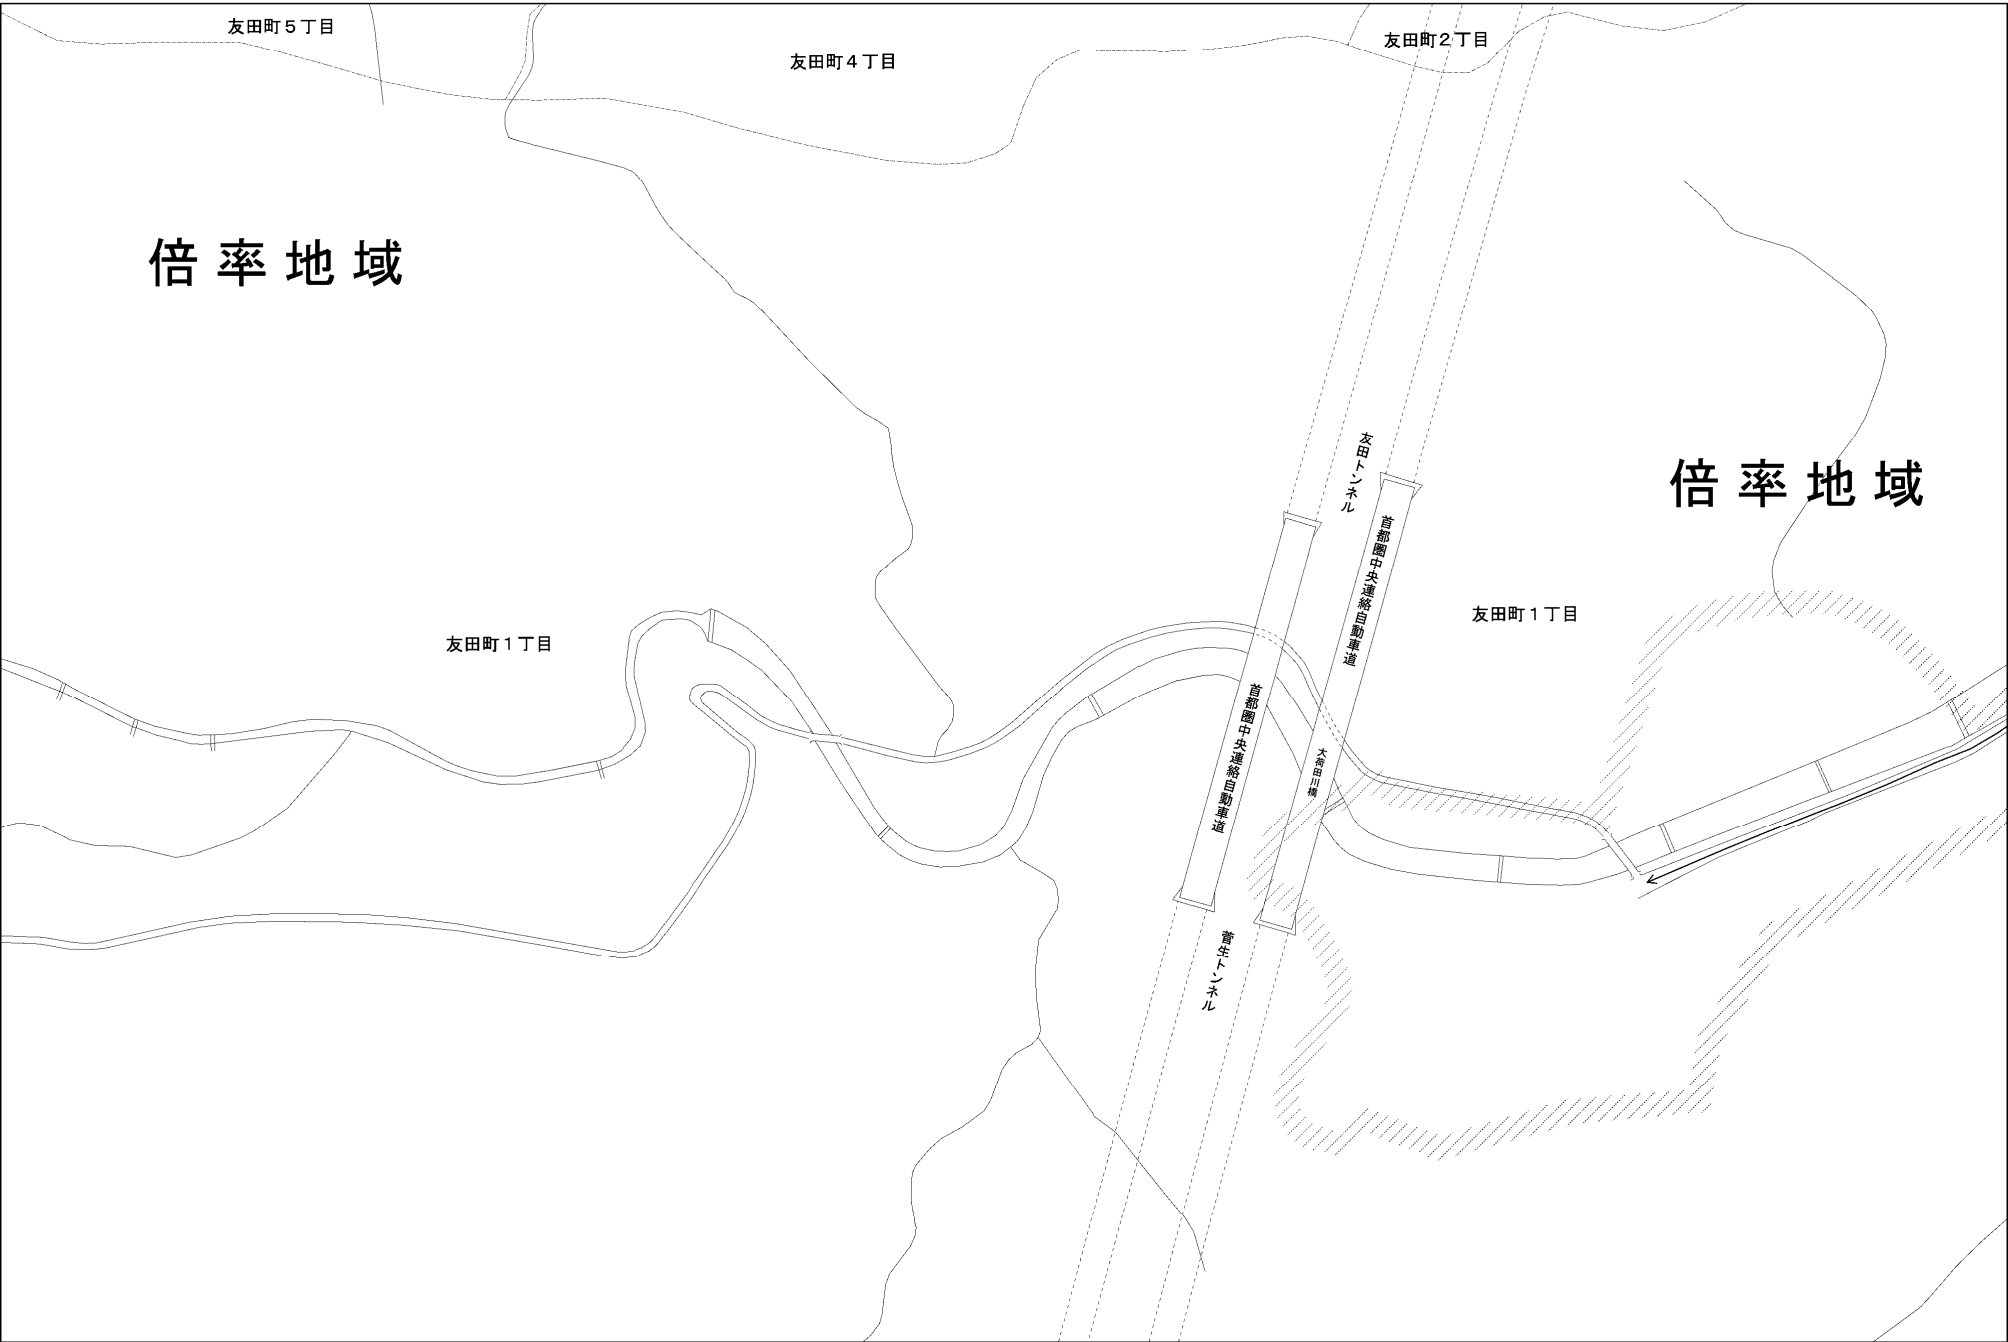 友田町５丁目
友田町４丁目
友田町２丁目
倍率地域
倍率地域
友田トンネル
首都圏中央連絡自動車道
友田町１丁目
友田町１丁目
首都圏中央連絡自動車道
大荷田川橋
菅生トンネル